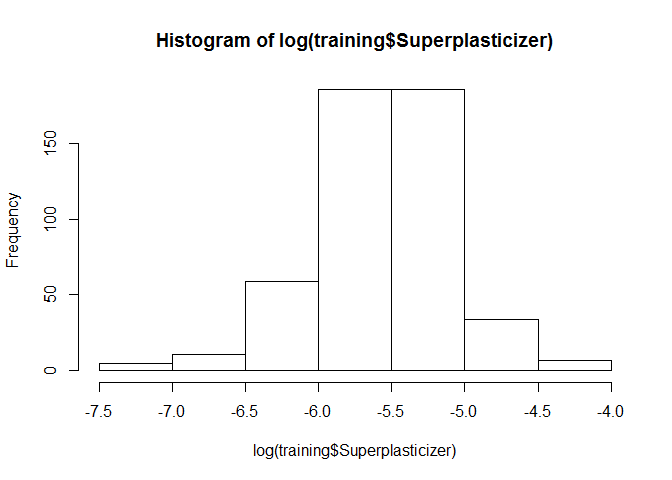 Histogram of log(training$Superplasticizer)
Frequency
150
100
50
0
-7.5 -7.0 -6.5 -6.0 -5.5 -5.0 -4.5 -4.0
log(training$Superplasticizer)